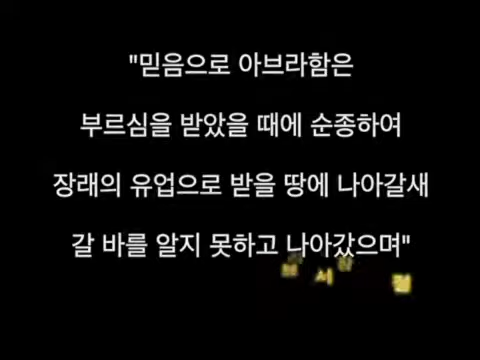 "믿음으로 아브라함은
부르심을 받았을 때에 순종하여
장래의 유업으로 받을 땅에 나아갈새
갈 바를 알지 못하고 나아갔으며"